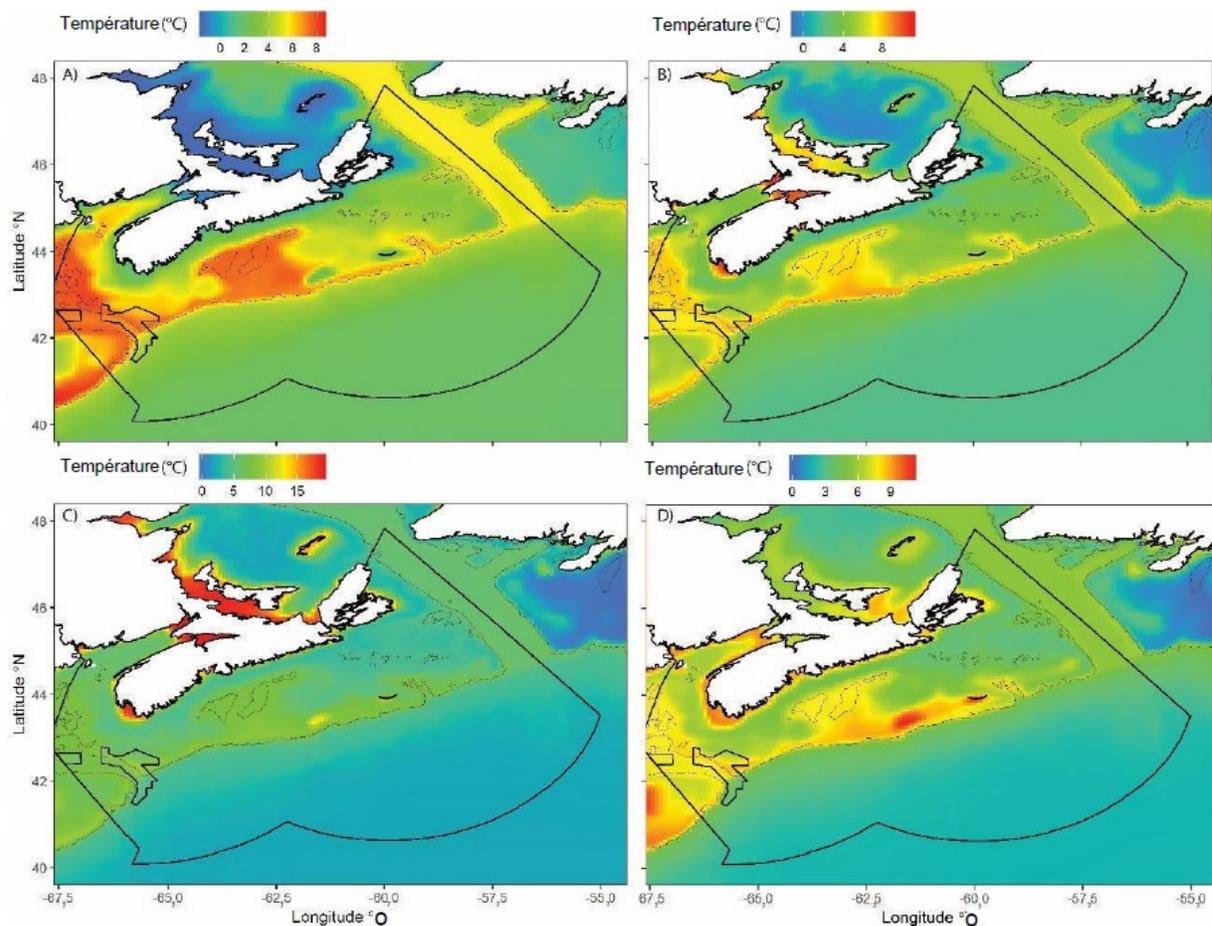 Température (°C)
0 2 4 6 8
Température (°C)
0 4 8
A)
B)
48
46
44
42
40
Latitude °N
Température (°C)
0 5 10 15
Température (°C)
0 3 6 9
C)
D)
48
46
44
42
40
Latitude °N
-67,5 -65,0 -62,5 -60,0 -57,5 -55,0
-67,5 -65,0 -62,5 -60,0 -57,5 -55,0
Longitude °O
Longitude °O